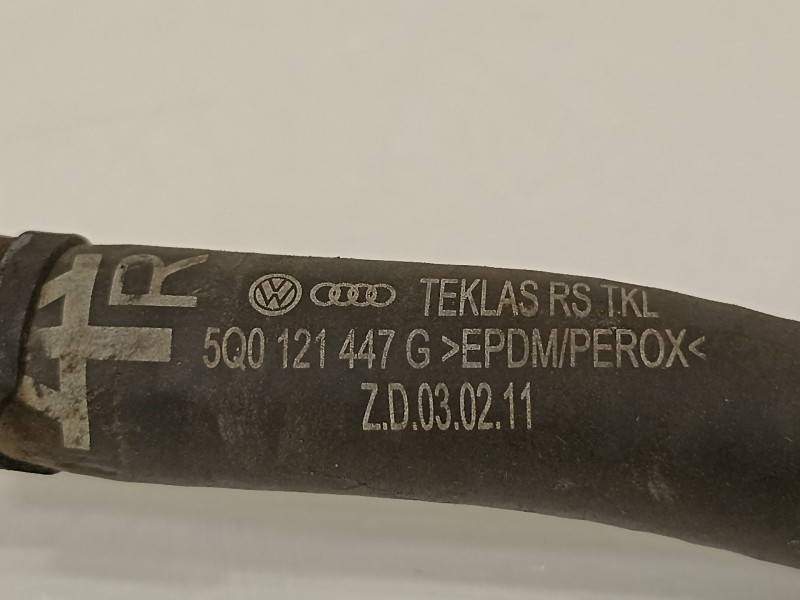 TEKLAS RS TKL
5Q0 121 447 G >EPDM/PEROX<
Z.D.03.02.11
R